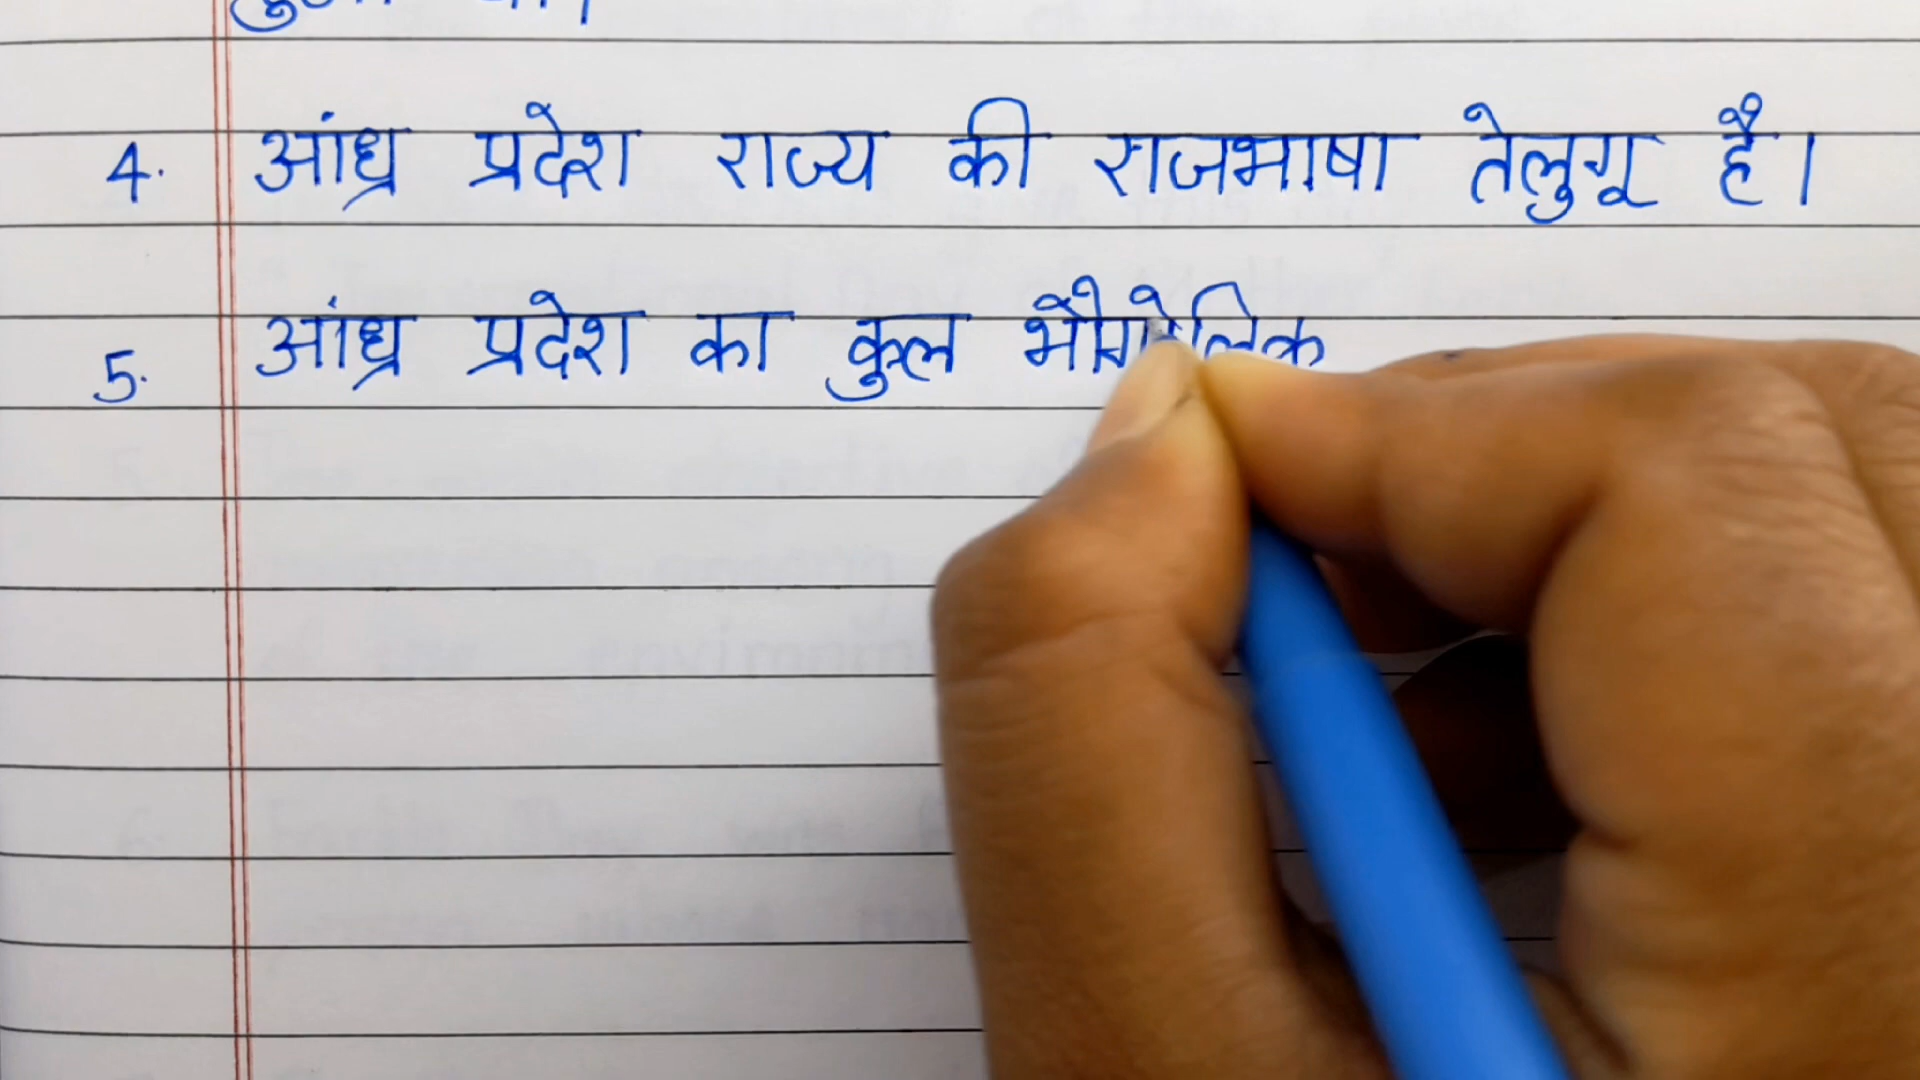 4. आंध्र प्रदेश राज्य की राजभाषा तेलुगू है।
5. आंध्र प्रदेश का कुल भौगोलिक